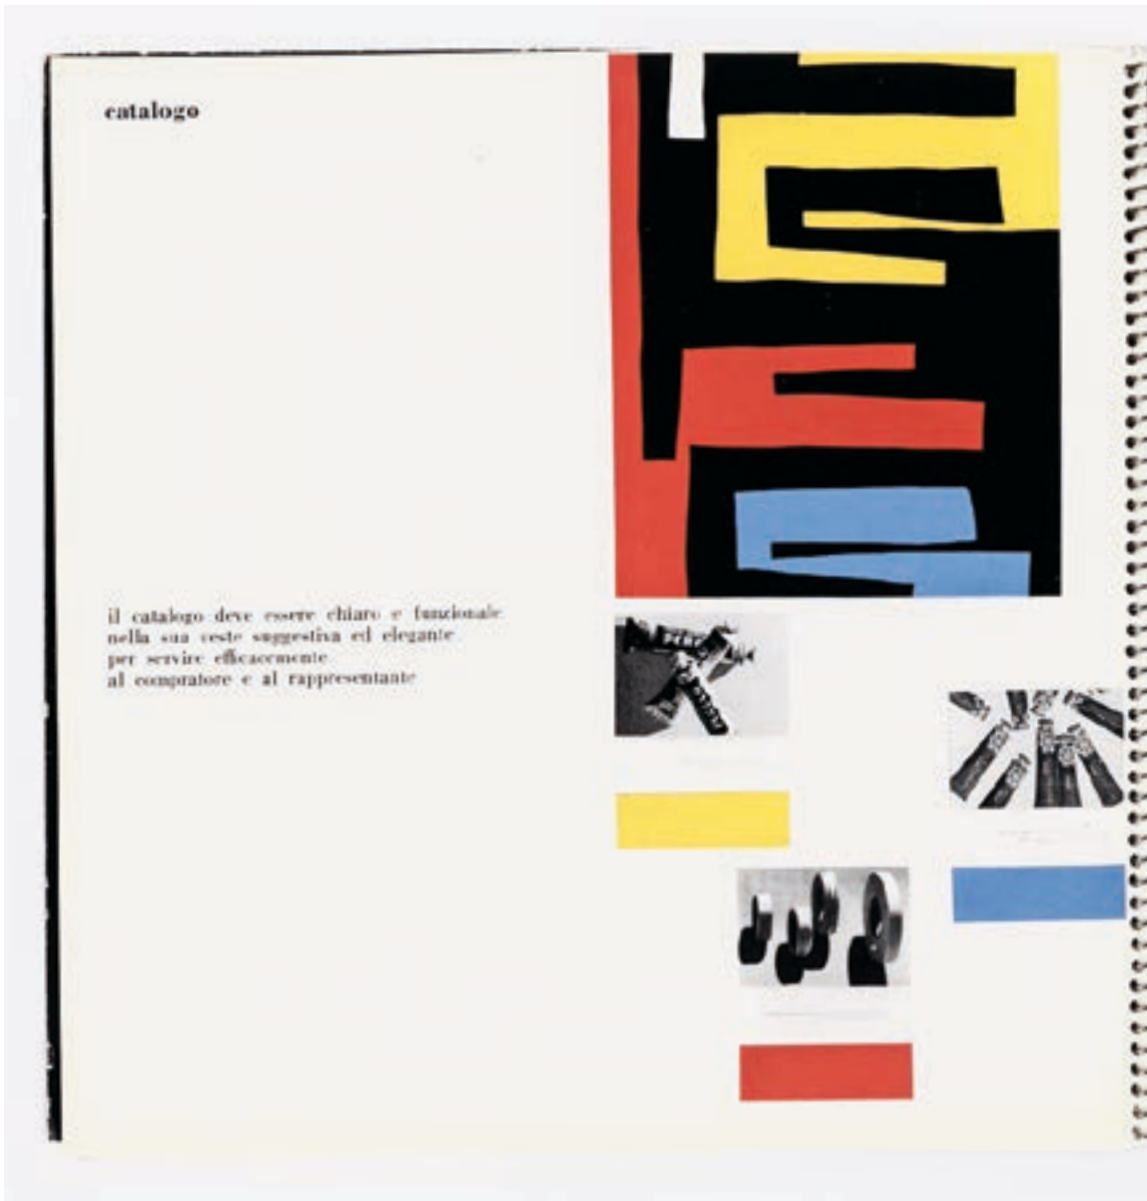 catalogo
il catalogo deve essere chiaro e funzionale
nella sua veste suggestiva ed elegante
per servire efficacemente
al compratore e al rappresentante